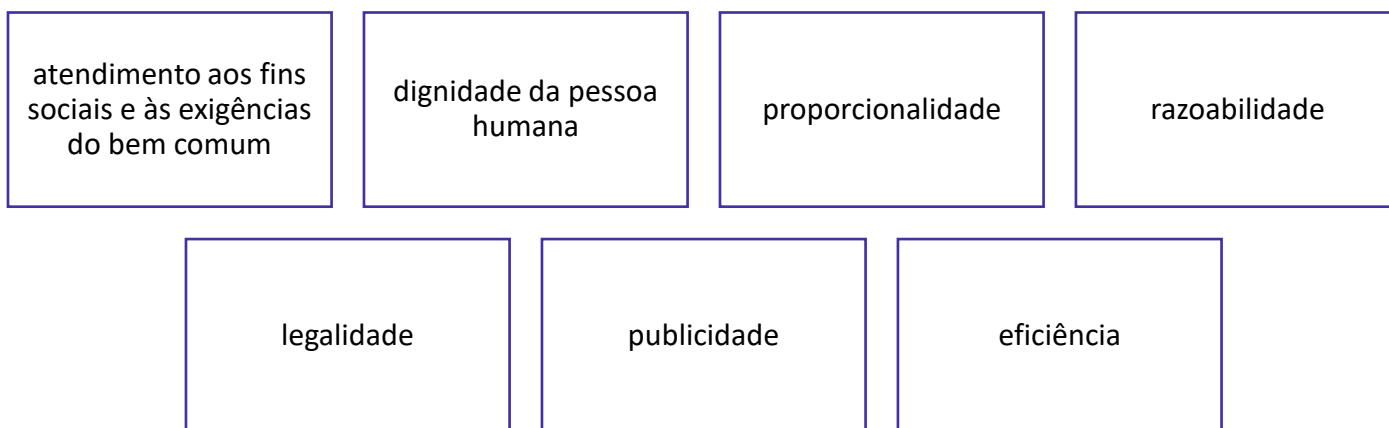 atendimento aos fins
sociais e às exigências
do bem comum
dignidade da pessoa
humana
proporcionalidade
razoabilidade
legalidade
publicidade
eficiência